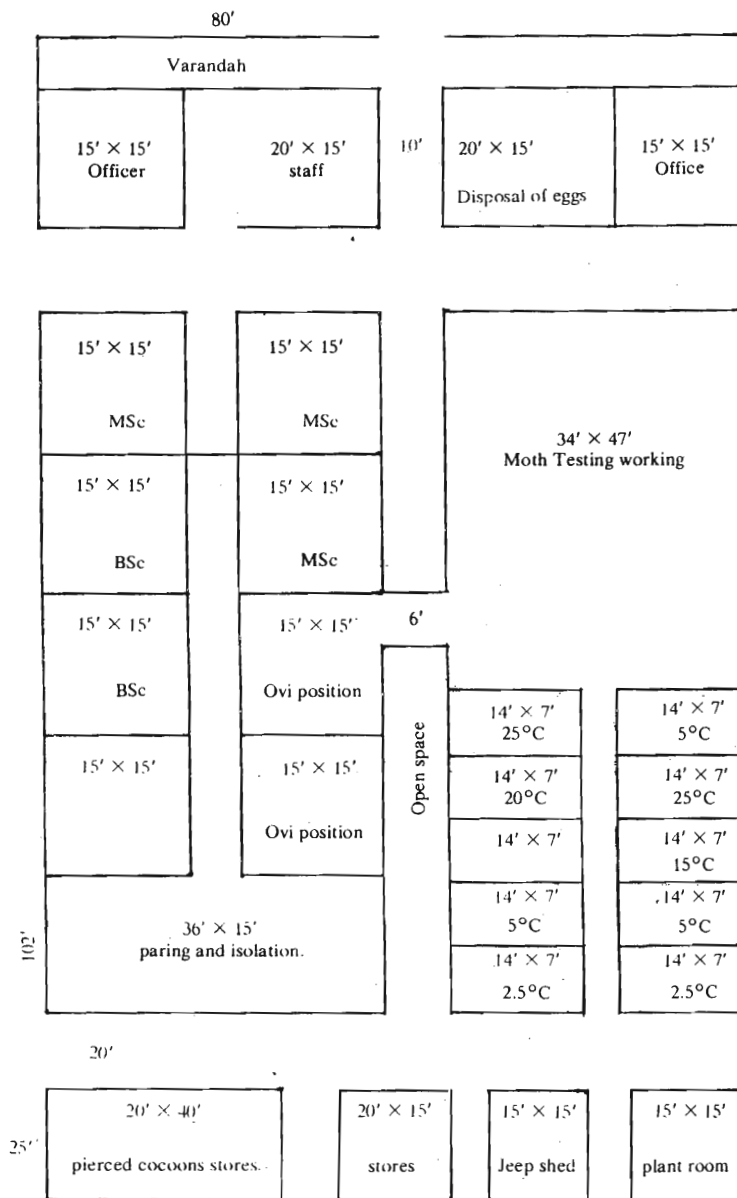 80'
Varandah
15' × 15'
Officer
20' × 15'
staff
10'
20' × 15'
Disposal of eggs
15' × 15'
Office
15' × 15'
MSc
15' × 15'
MSc
34' × 47'
Moth Testing working
15' × 15'
BSc
15' × 15'
MSc
15' × 15'
BSc
15' × 15'
Ovi position
6'
15' × 15'
15' × 15'
Ovi position
Open space
14' × 7'
25°C
14' × 7'
5°C
14' × 7'
20°C
14' × 7'
25°C
14' × 7'
14' × 7'
15°C
14' × 7'
5°C
14' × 7'
5°C
14' × 7'
2.5°C
14' × 7'
2.5°C
36' × 15'
paring and isolation.
102'
20'
25'
20' × 40'
pierced cocoons stores.
20' × 15'
stores
15' × 15'
Jeep shed
15' × 15'
plant room